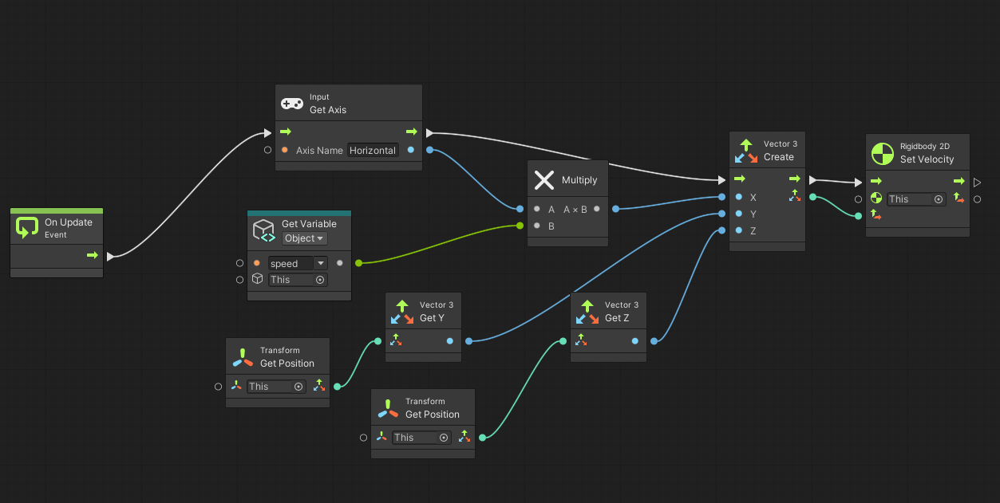 On Update
Event
Input
Get Axis
Axis Name Horizontal
Get Variable
Object
speed
This
Multiply
A A × B
B
Vector 3
Create
X
Y
Z
Rigidbody 2D
Set Velocity
This
Vector 3
Get Y
Vector 3
Get Z
Transform
Get Position
This
Transform
Get Position
This